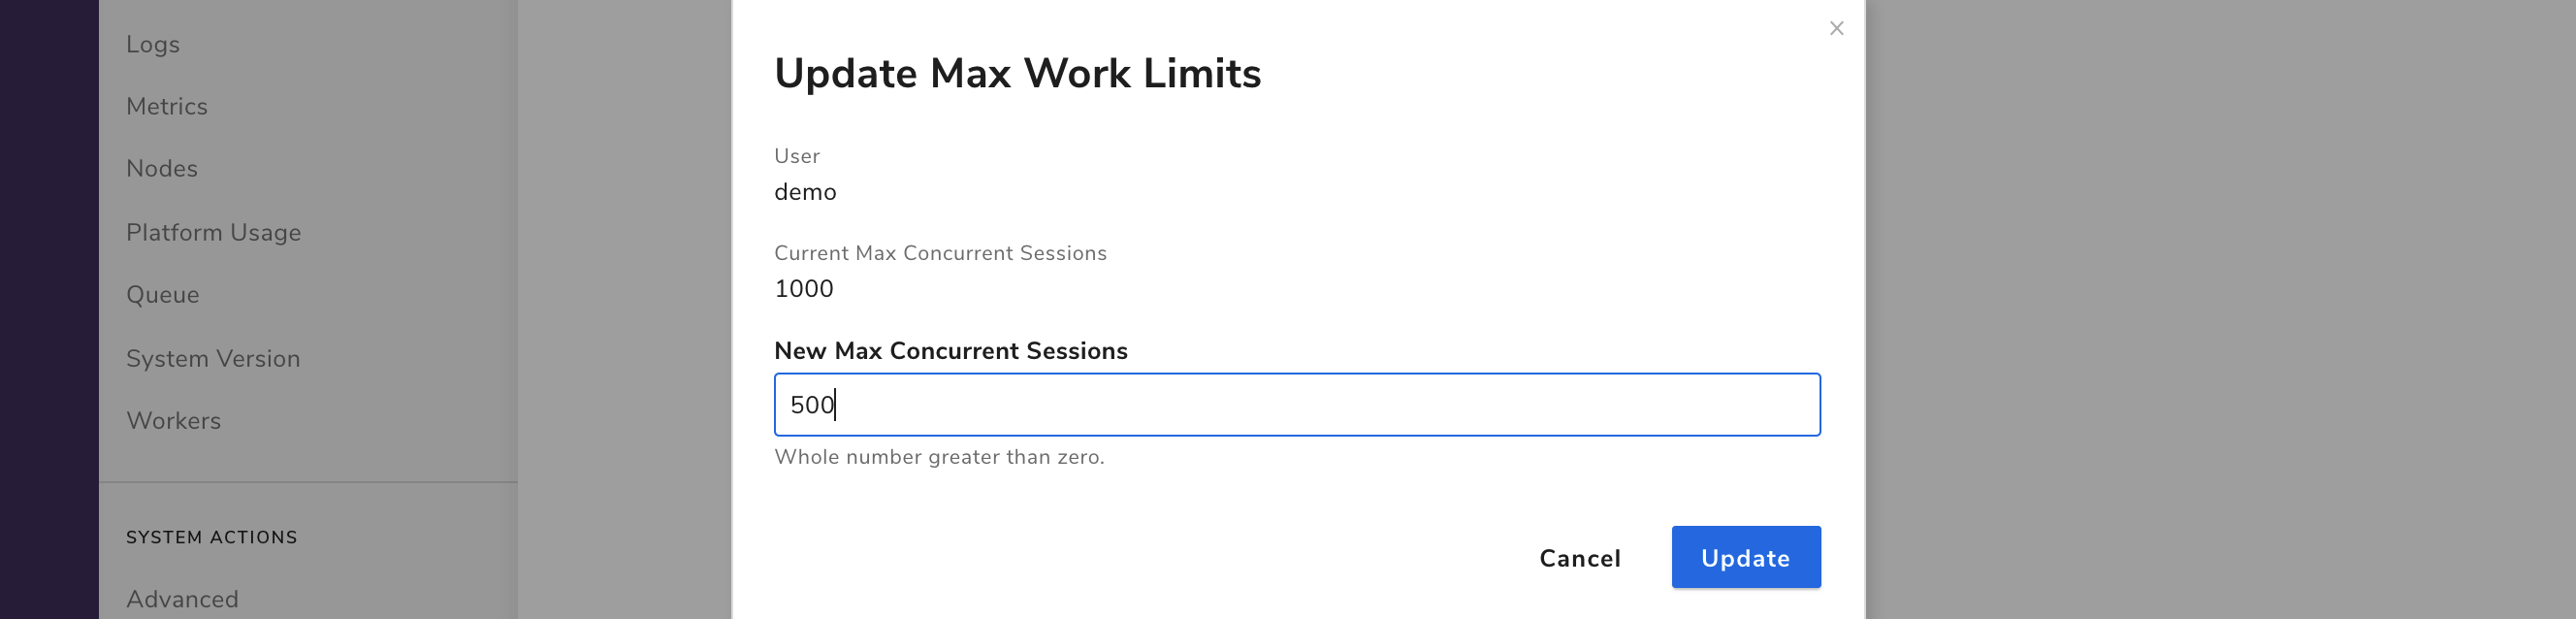 Logs
Metrics
Nodes
Platform Usage
Queue
System Version
Workers
SYSTEM ACTIONS
Advanced
Update Max Work Limits
User
demo
Current Max Concurrent Sessions
1000
New Max Concurrent Sessions
500
Whole number greater than zero.
Cancel
Update